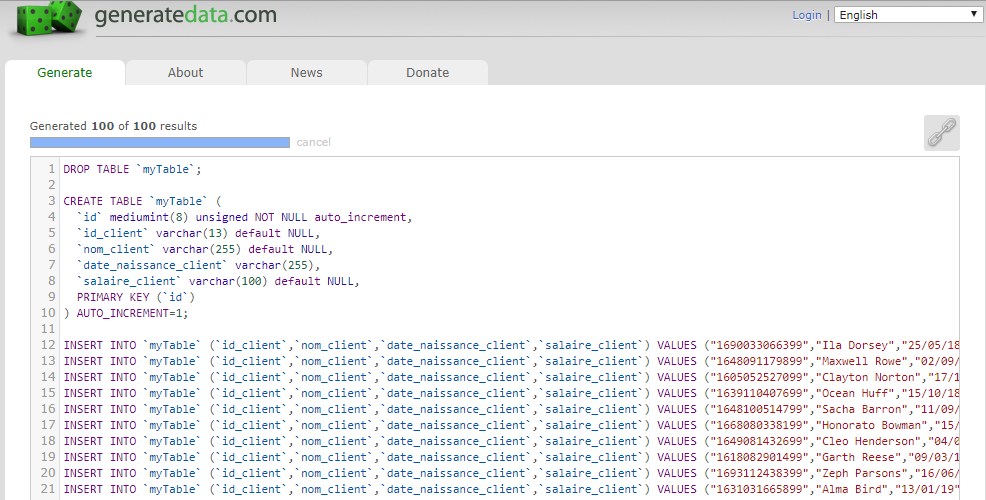 generatedata.com
Login | English
Generate About News Donate
Generated 100 of 100 results
cancel
1 DROP TABLE `myTable`;
2
3 CREATE TABLE `myTable` (
4 `id` mediumint(8) unsigned NOT NULL auto_increment,
5 `id_client` varchar(13) default NULL,
6 `nom_client` varchar(255) default NULL,
7 `date_naissance_client` varchar(255),
8 `salaire_client` varchar(100) default NULL,
9 PRIMARY KEY (`id`)
10 ) AUTO_INCREMENT=1;
11
12 INSERT INTO `myTable` (`id_client`,`nom_client`,`date_naissance_client`,`salaire_client`) VALUES ("1690033066399","Ila Dorsey","25/05/18
13 INSERT INTO `myTable` (`id_client`,`nom_client`,`date_naissance_client`,`salaire_client`) VALUES ("1648091179899","Maxwell Rowe","02/09/
14 INSERT INTO `myTable` (`id_client`,`nom_client`,`date_naissance_client`,`salaire_client`) VALUES ("1605052527099","Clayton Norton","17/1
15 INSERT INTO `myTable` (`id_client`,`nom_client`,`date_naissance_client`,`salaire_client`) VALUES ("1639110407699","Ocean Huff","15/10/18
16 INSERT INTO `myTable` (`id_client`,`nom_client`,`date_naissance_client`,`salaire_client`) VALUES ("1648100514799","Sacha Barron","11/09/
17 INSERT INTO `myTable` (`id_client`,`nom_client`,`date_naissance_client`,`salaire_client`) VALUES ("1668080338199","Honorato Bowman","15/
18 INSERT INTO `myTable` (`id_client`,`nom_client`,`date_naissance_client`,`salaire_client`) VALUES ("1649081432699","Cleo Henderson","04/0
19 INSERT INTO `myTable` (`id_client`,`nom_client`,`date_naissance_client`,`salaire_client`) VALUES ("1618082901499","Garth Reese","09/03/1
20 INSERT INTO `myTable` (`id_client`,`nom_client`,`date_naissance_client`,`salaire_client`) VALUES ("1693112438399","Zeph Parsons","16/06/
21 INSERT INTO `myTable` (`id_client`,`nom_client`,`date_naissance_client`,`salaire_client`) VALUES ("1631031665899","Alma Bird","13/01/19"